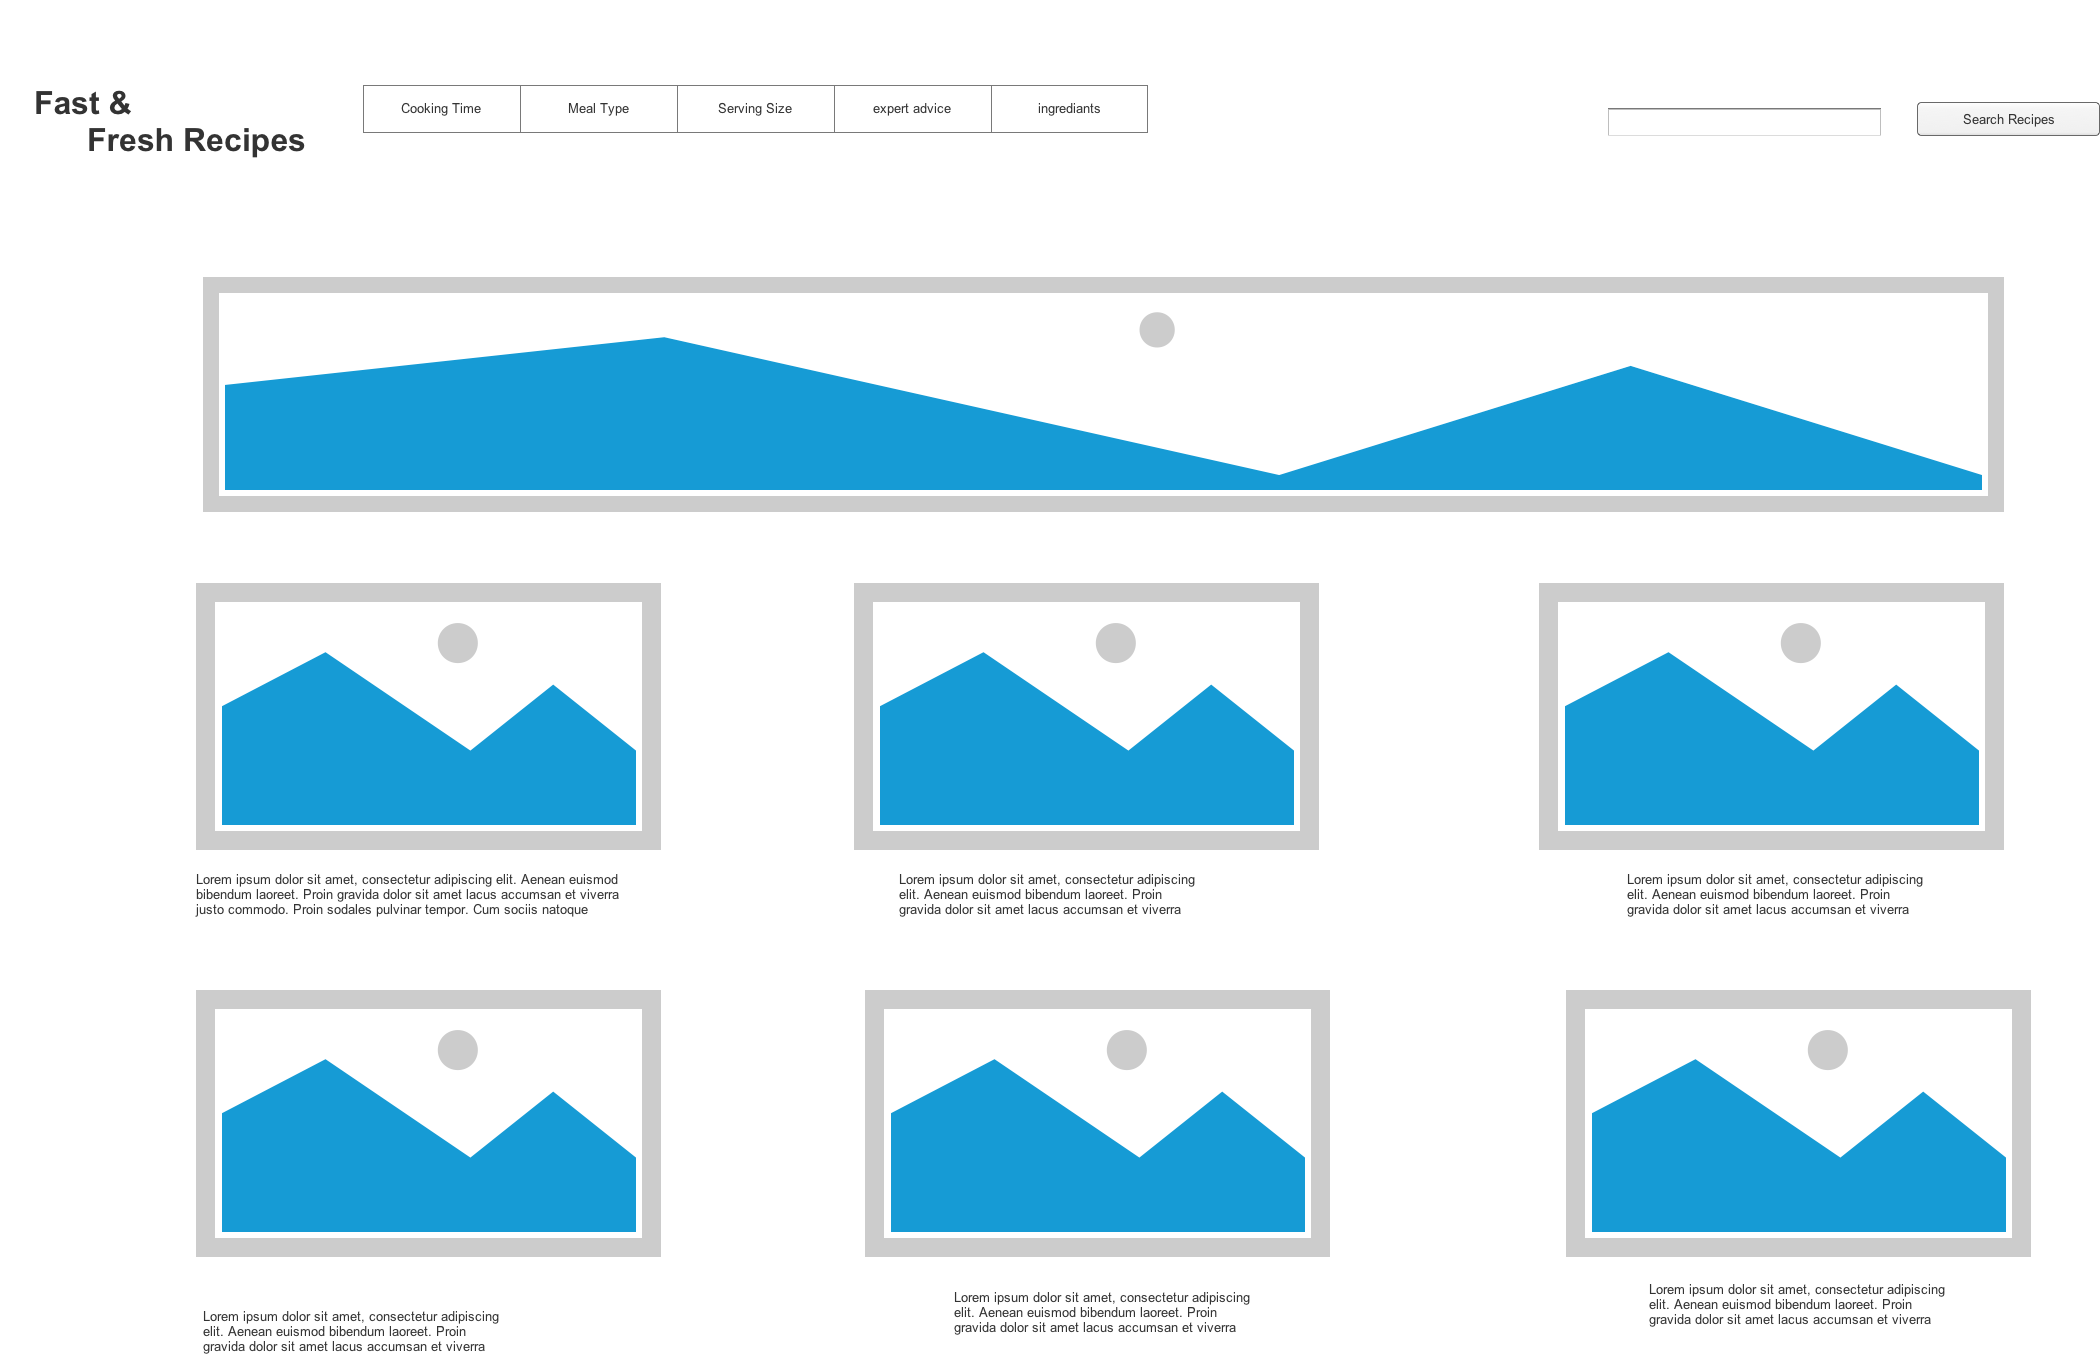 Fast &
Fresh Recipes
Cooking Time
Meal Type
Serving Size
expert advice
ingrediants
Search Recipes
Lorem ipsum dolor sit amet, consectetur adipiscing elit. Aenean euismod
bibendum laoreet. Proin gravida dolor sit amet lacus accumsan et viverra
justo commodo. Proin sodales pulvinar tempor. Cum sociis natoque
Lorem ipsum dolor sit amet, consectetur adipiscing
elit. Aenean euismod bibendum laoreet. Proin
gravida dolor sit amet lacus accumsan et viverra
Lorem ipsum dolor sit amet, consectetur adipiscing
elit. Aenean euismod bibendum laoreet. Proin
gravida dolor sit amet lacus accumsan et viverra
Lorem ipsum dolor sit amet, consectetur adipiscing
elit. Aenean euismod bibendum laoreet. Proin
gravida dolor sit amet lacus accumsan et viverra
Lorem ipsum dolor sit amet, consectetur adipiscing
elit. Aenean euismod bibendum laoreet. Proin
gravida dolor sit amet lacus accumsan et viverra
Lorem ipsum dolor sit amet, consectetur adipiscing
elit. Aenean euismod bibendum laoreet. Proin
gravida dolor sit amet lacus accumsan et viverra